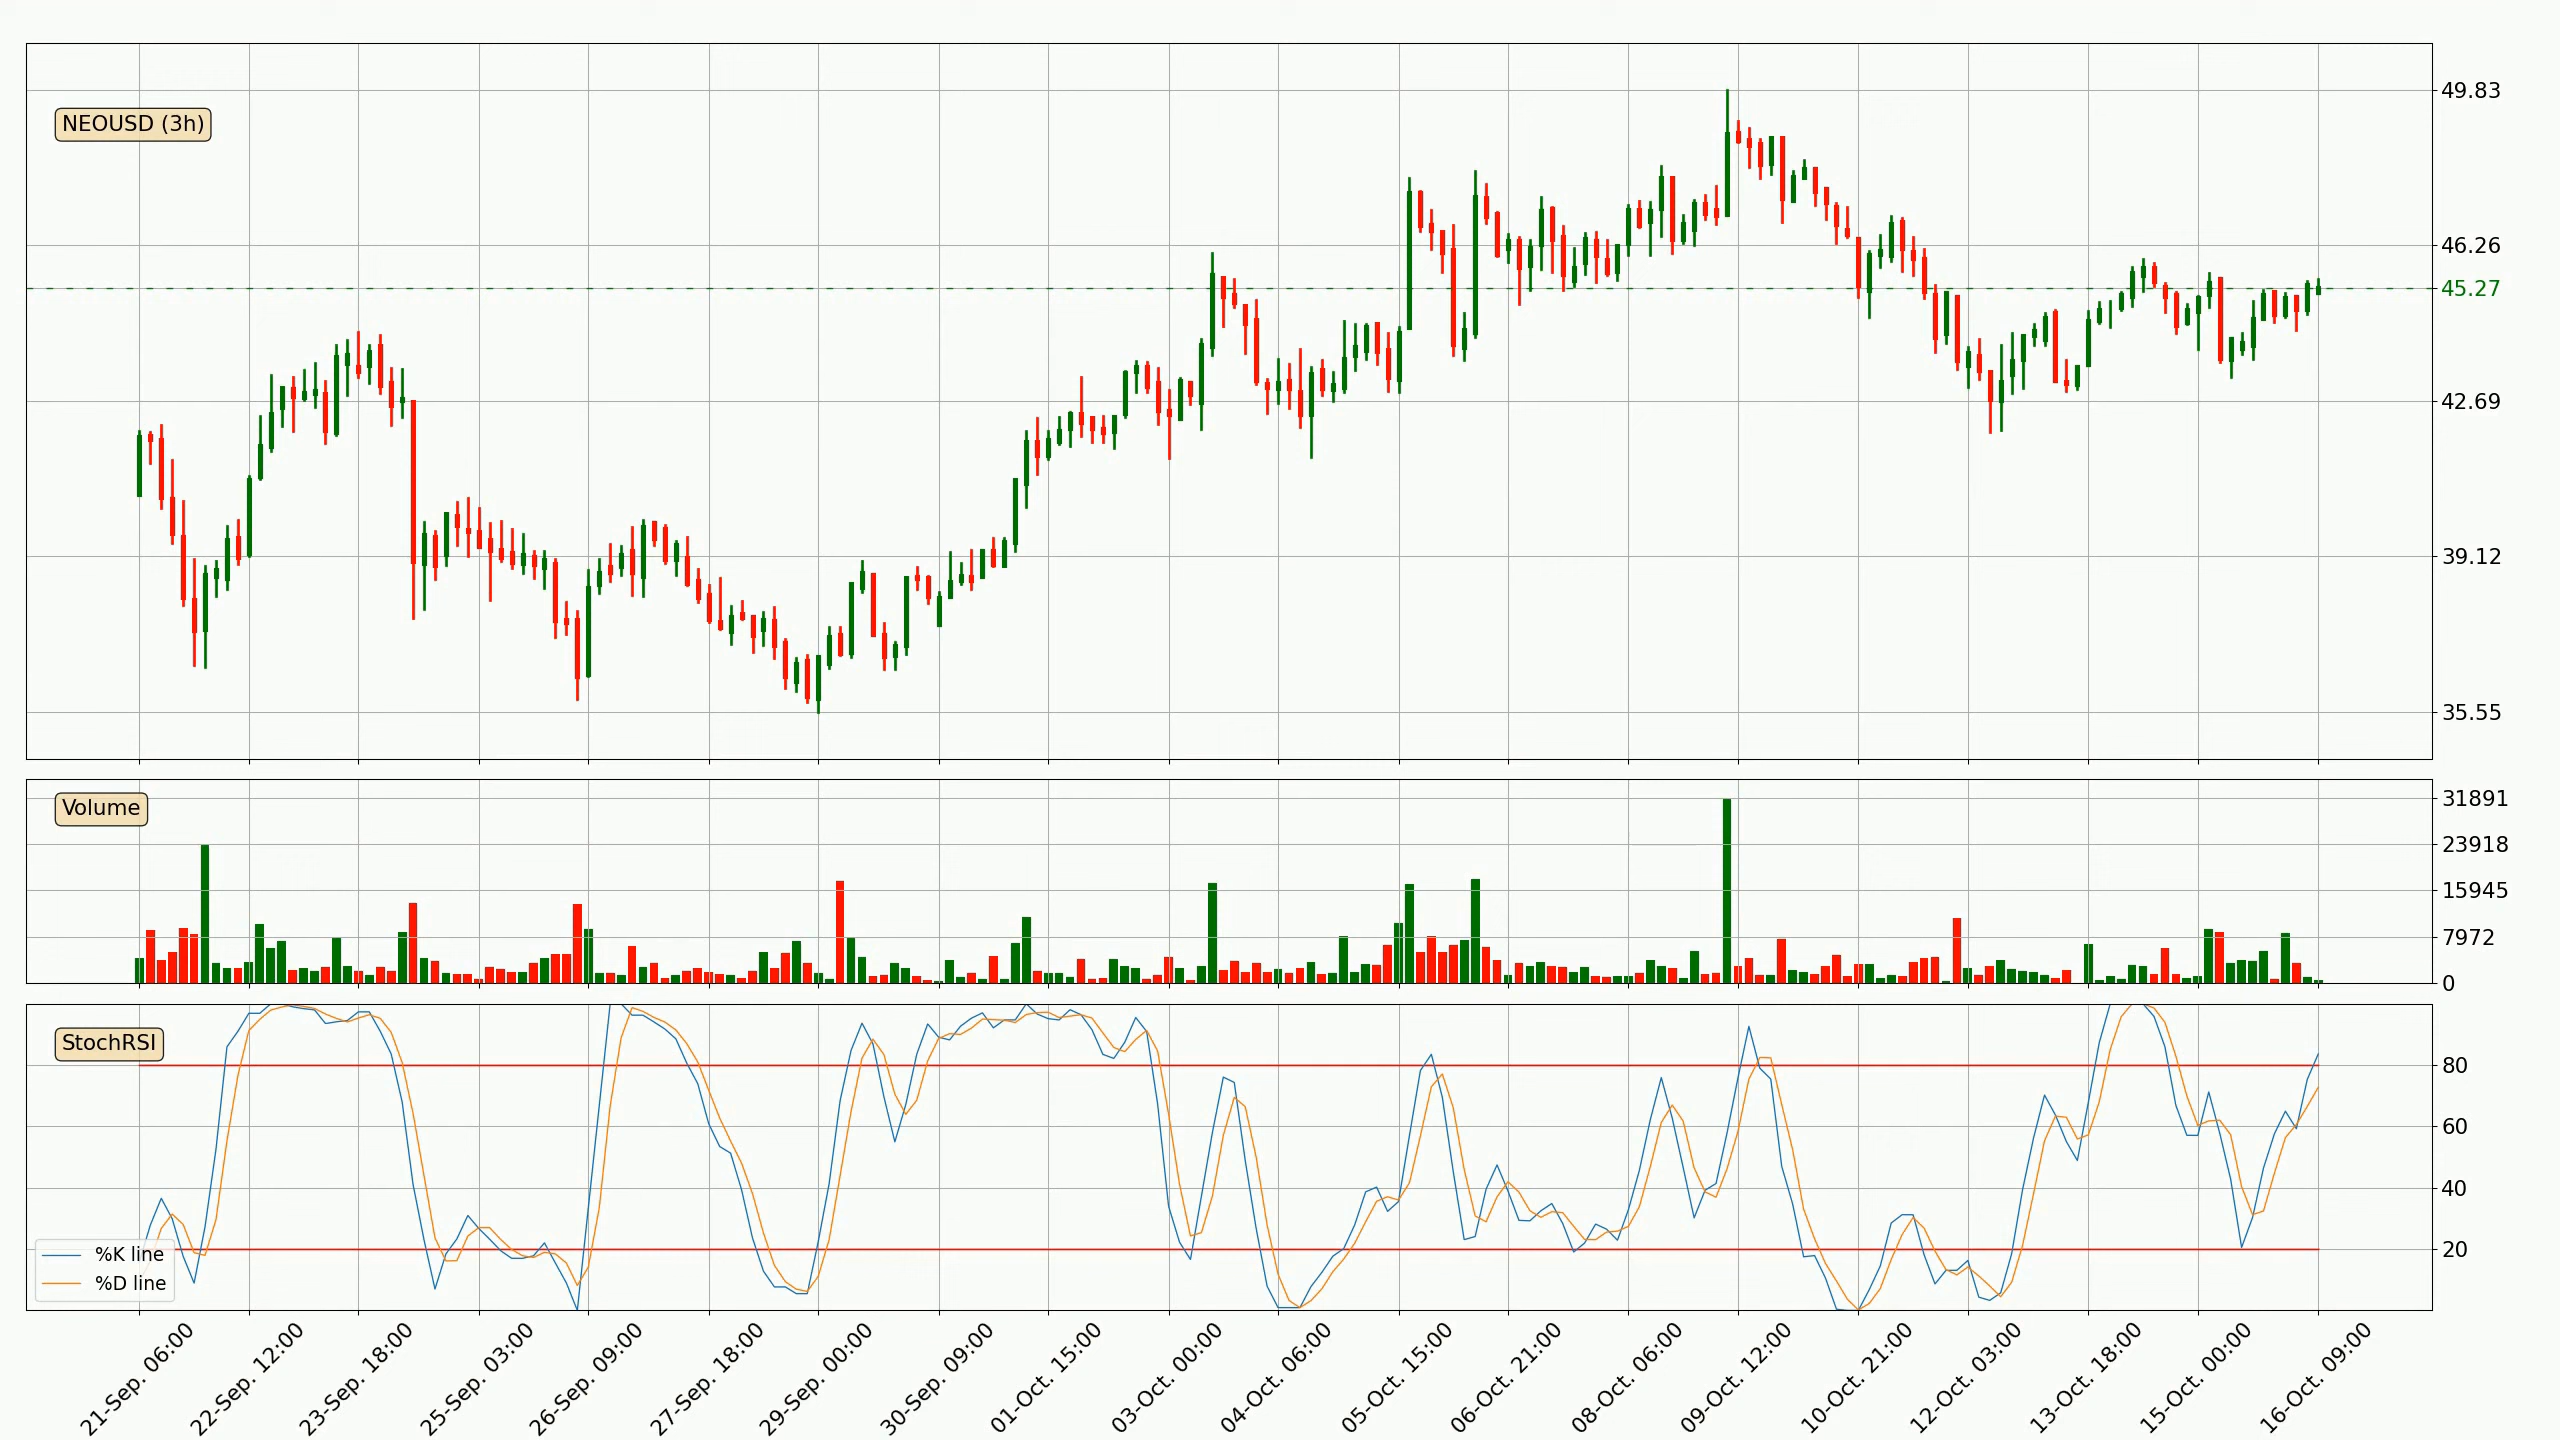 NEOUSD (3h)
49.83
46.26
45.27
42.69
39.12
35.55
Volume
31891
23918
15945
7972
0
StochRSI
80
60
40
20
%K line
%D line
21-Sep. 06:00
22-Sep. 12:00
23-Sep. 18:00
25-Sep. 03:00
26-Sep. 09:00
27-Sep. 18:00
29-Sep. 00:00
30-Sep. 09:00
01-Oct. 15:00
03-Oct. 00:00
04-Oct. 06:00
05-Oct. 15:00
06-Oct. 21:00
08-Oct. 06:00
09-Oct. 12:00
10-Oct. 21:00
12-Oct. 03:00
13-Oct. 18:00
15-Oct. 00:00
16-Oct. 09:00